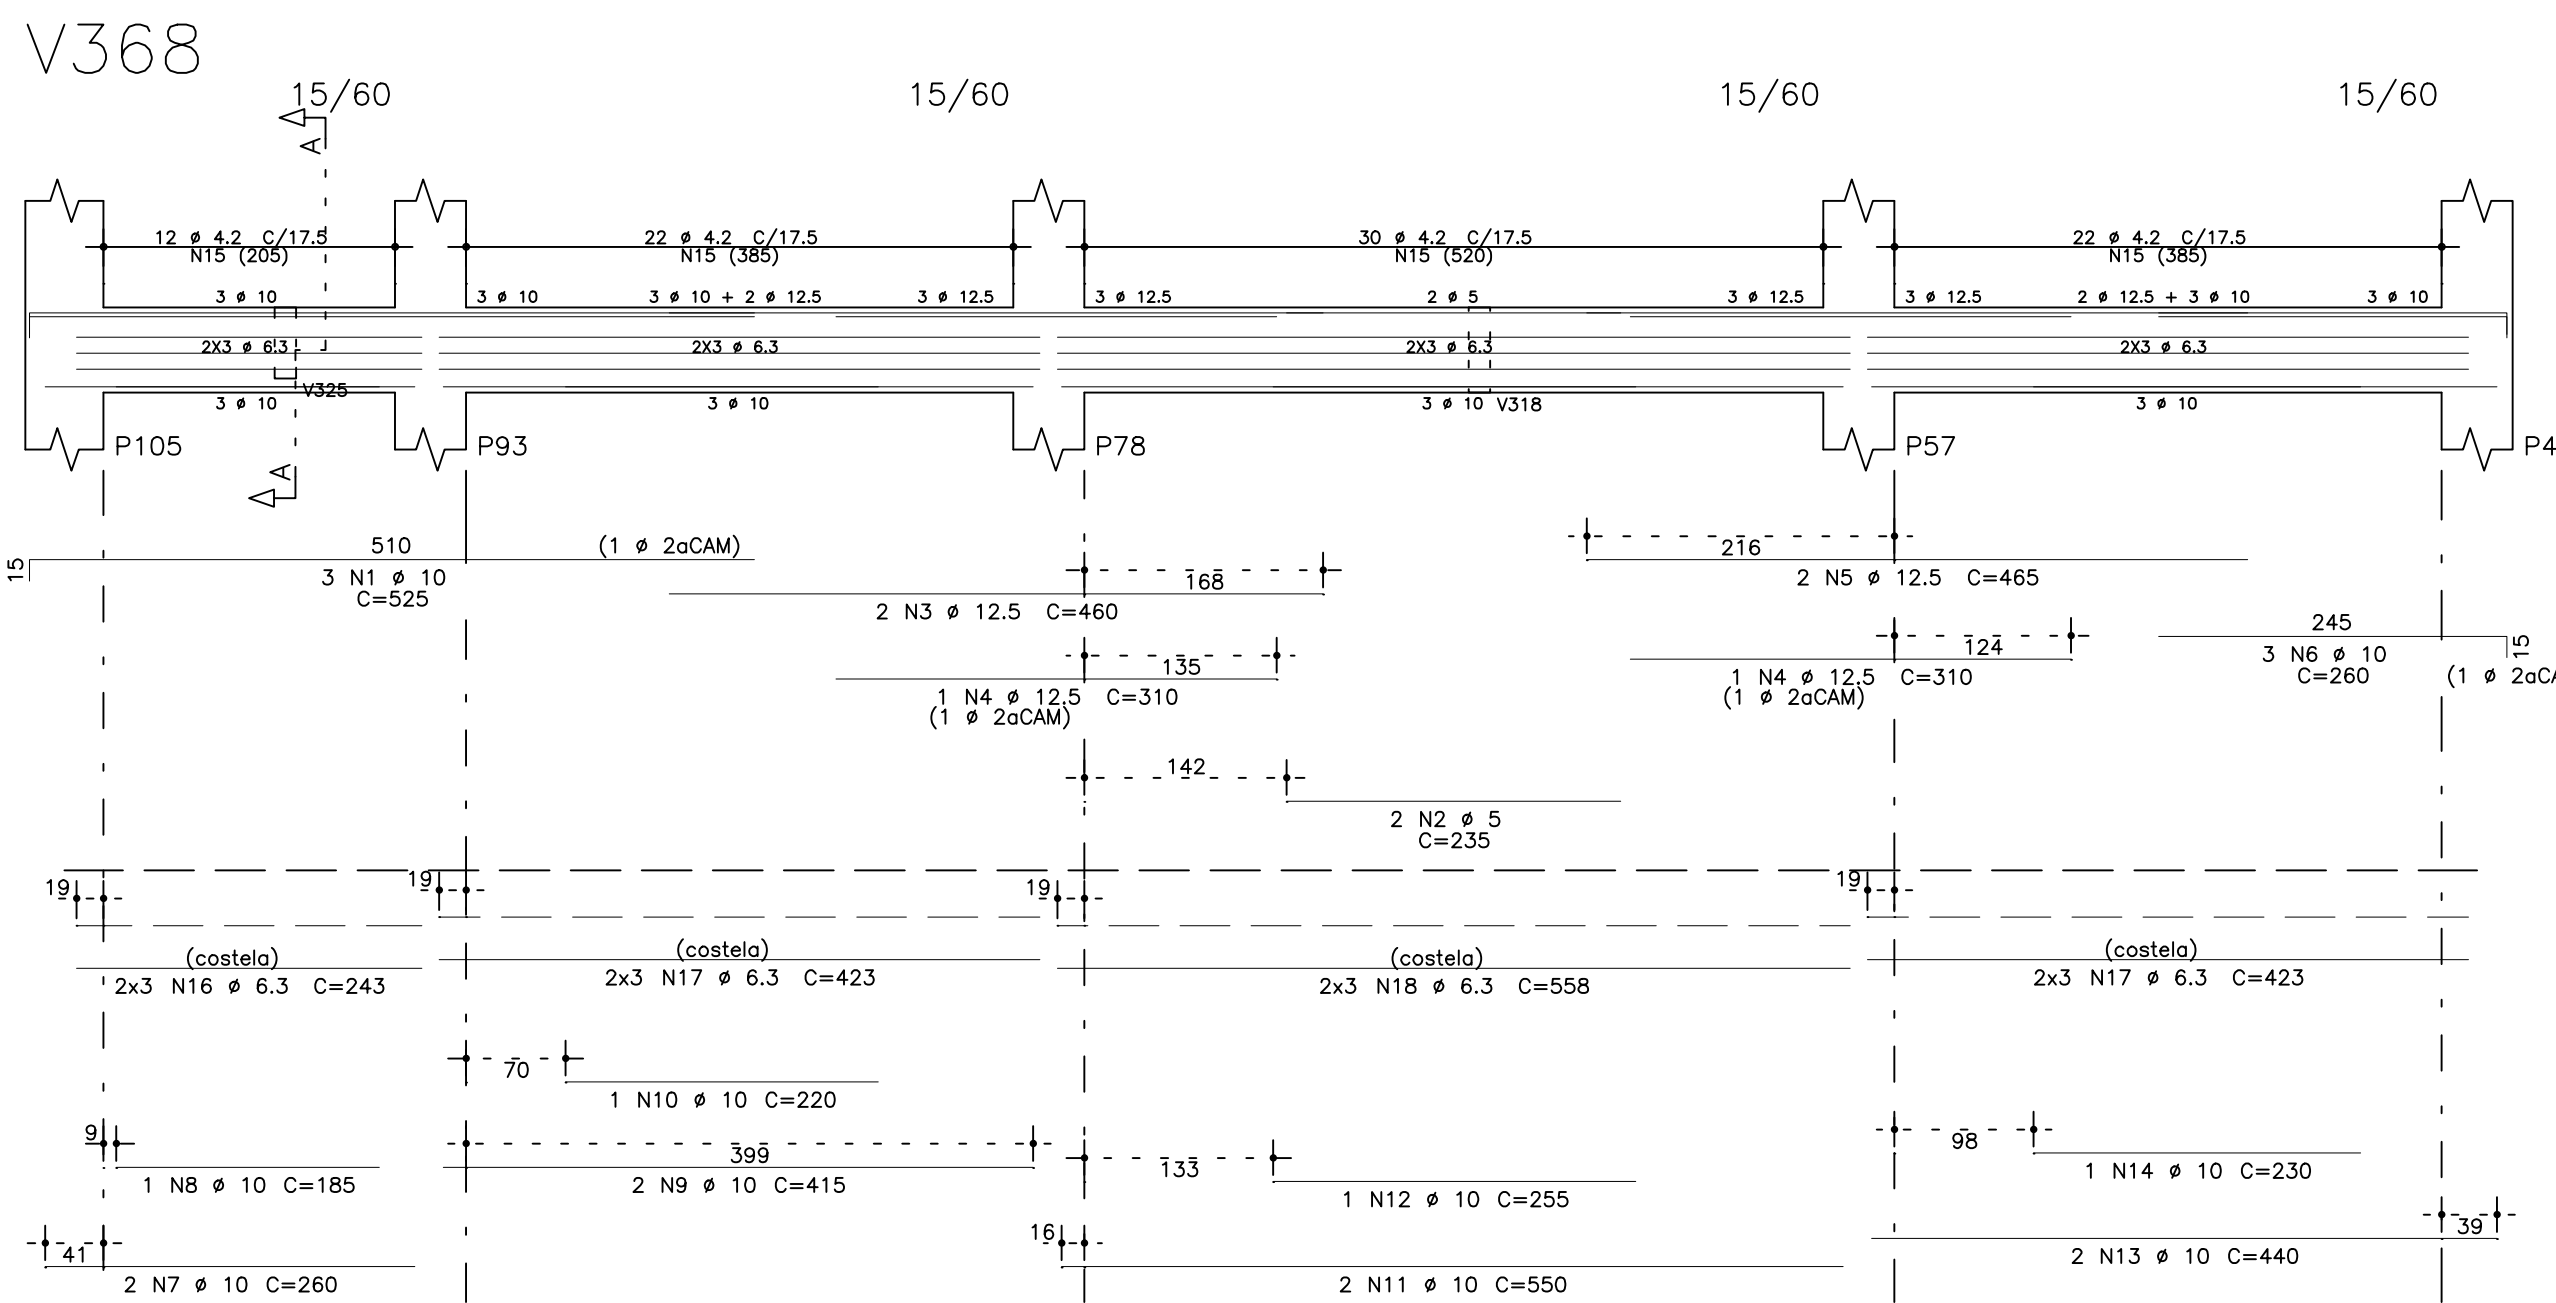 V368
15/60 15/60 15/60 15/60
A
12 ø 4.2 C/17.5 22 ø 4.2 C/17.5 30 ø 4.2 C/17.5 22 ø 4.2 C/17.5
N15 (205) N15 (385) N15 (520) N15 (385)
3 ø 10 3 ø 10 3 ø 10 + 2 ø 12.5 3 ø 12.5 3 ø 12.5 2 ø 5 3 ø 12.5 3 ø 12.5 2 ø 12.5 + 3 ø 10 3 ø 10
2X3 ø 6.3 2X3 ø 6.3 2X3 ø 6.3 2X3 ø 6.3
V325
3 ø 10 3 ø 10 3 ø 10 V318 3 ø 10
P105 P93 P78 P57 P4
A
510 (1 ø 2aCAM) 216
15
3 N1 ø 10 168 2 N5 ø 12.5 C=465
C=525
2 N3 ø 12.5 C=460 245
124 15
135 3 N6 ø 10
1 N4 ø 12.5 C=310 C=260 (1 ø 2aCA
(1 ø 2aCAM)
1 N4 ø 12.5 C=310
(1 ø 2aCAM)
142
2 N2 ø 5
C=235
19 19 19 19
(costela) (costela) (costela) (costela)
2x3 N16 ø 6.3 C=243 2x3 N17 ø 6.3 C=423 2x3 N18 ø 6.3 C=558 2x3 N17 ø 6.3 C=423
70
1 N10 ø 10 C=220
9 399 133 98
1 N8 ø 10 C=185 2 N9 ø 10 C=415 1 N12 ø 10 C=255 1 N14 ø 10 C=230
41 16 39
2 N7 ø 10 C=260 2 N11 ø 10 C=550 2 N13 ø 10 C=440